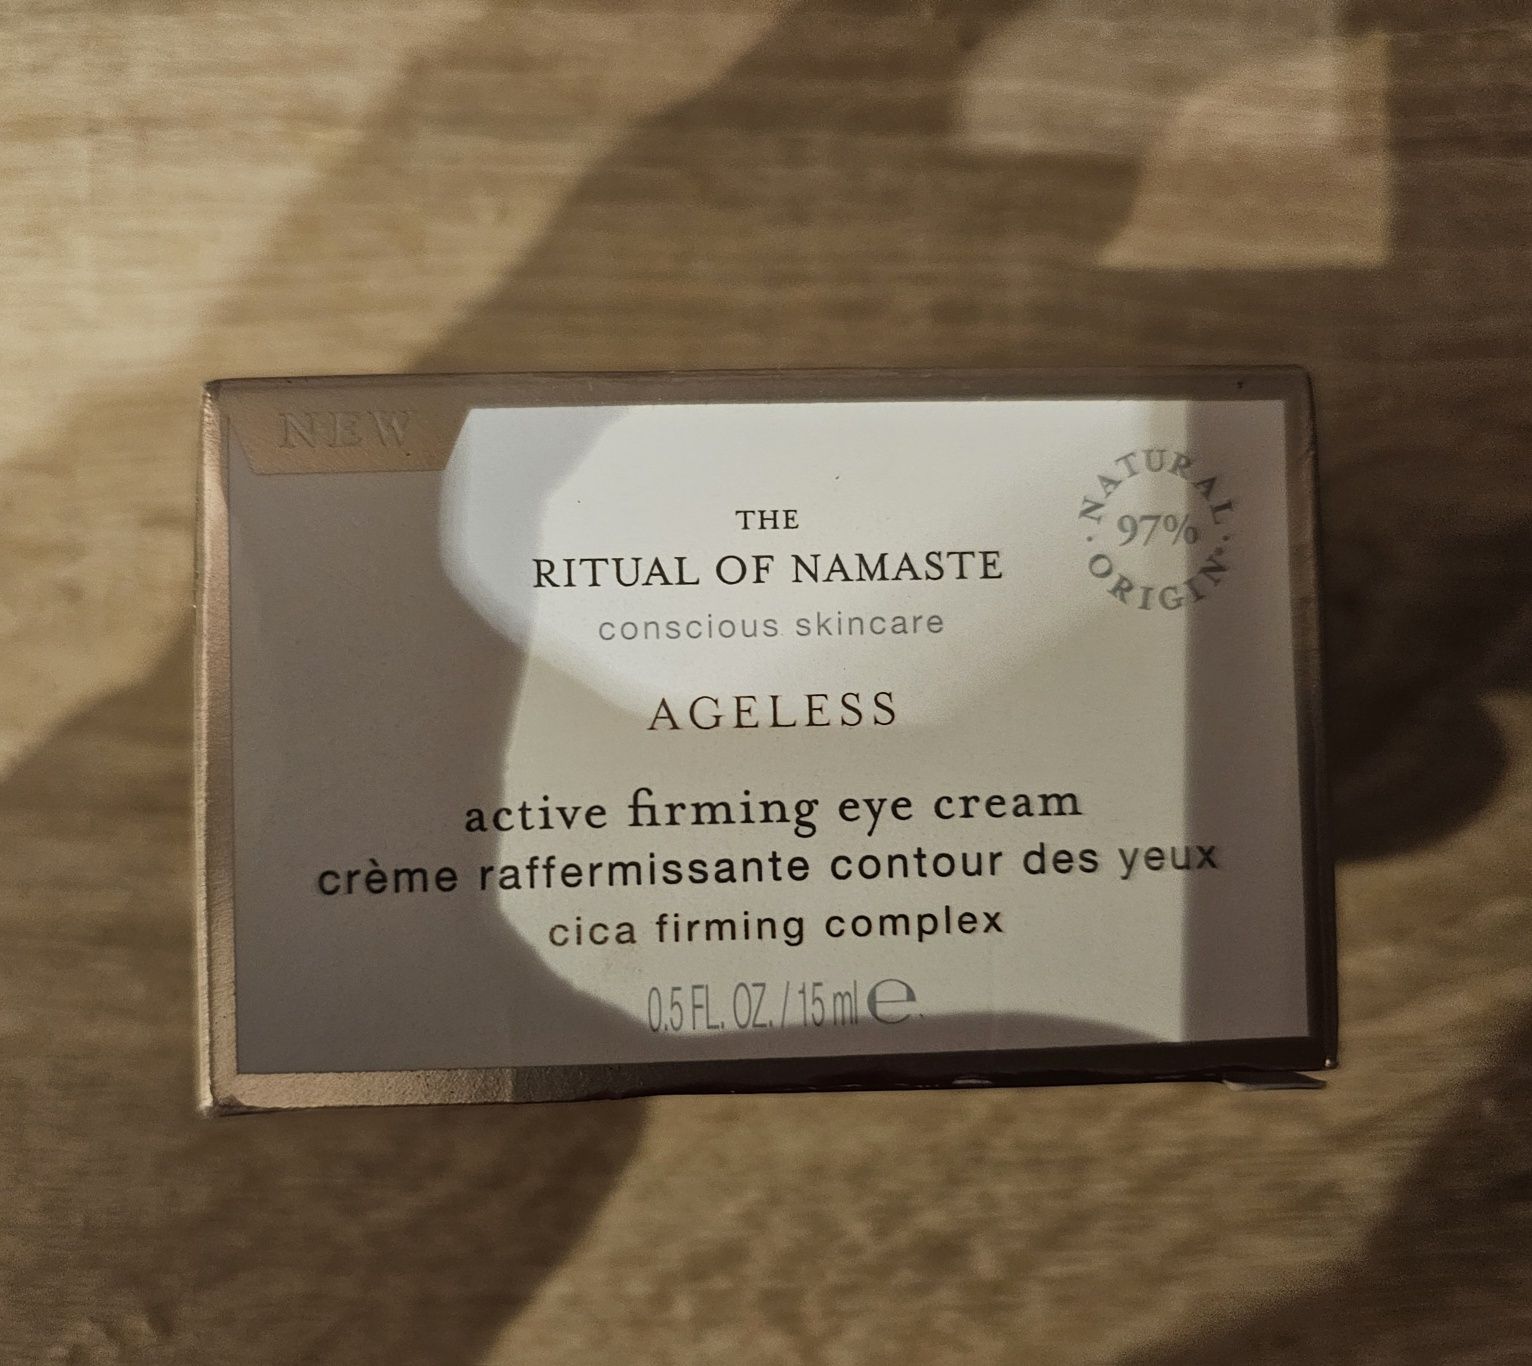 NEW
NATURAL
97%
ORIGIN
THE
RITUAL OF NAMASTE
conscious skincare
AGELESS
active firming eye cream
crème raffermissante contour des yeux
cica firming complex
0.5 FL. OZ. / 15 ml ℮